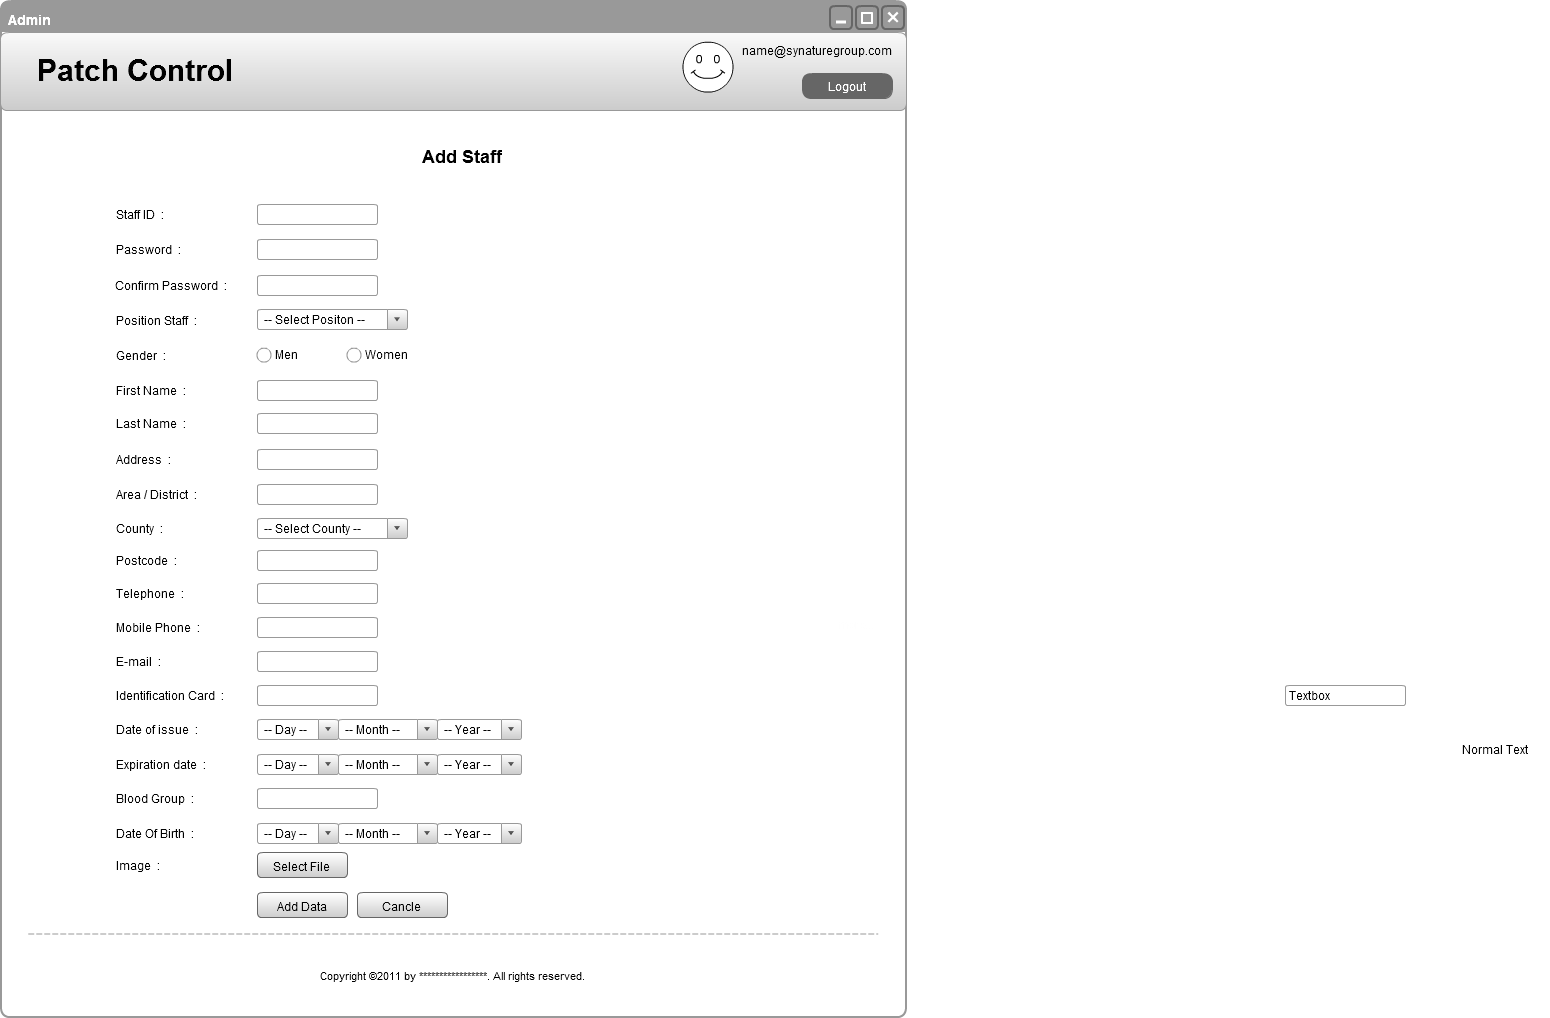 Admin
Patch Control
name@synaturegroup.com
Logout
Add Staff
Staff ID :
Password :
Confirm Password :
Position Staff : -- Select Positon --
Gender : Men Women
First Name :
Last Name :
Address :
Area / District :
County : -- Select County --
Postcode :
Telephone :
Mobile Phone :
E-mail :
Identification Card :
Textbox
Date of issue : -- Day -- -- Month -- -- Year --
Normal Text
Expiration date : -- Day -- -- Month -- -- Year --
Blood Group :
Date Of Birth : -- Day -- -- Month -- -- Year --
Image : Select File
Add Data Cancle
Copyright ©2011 by *****************. All rights reserved.